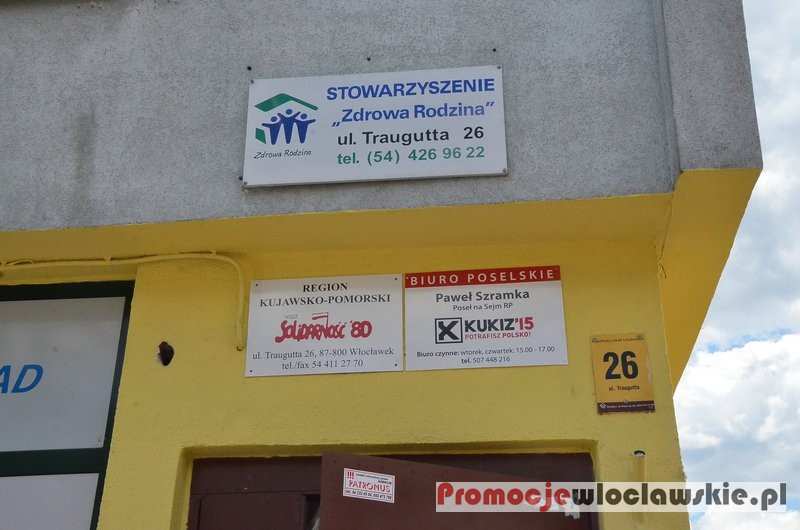 STOWARZYSZENIE
„Zdrowa Rodzina”
ul. Traugutta 26
tel. (54) 426 96 22
Zdrowa Rodzina
REGION
KUJAWSKO-POMORSKI
SOLIDARNOŚĆ '80
ul. Traugutta 26, 87-800 Włocławek
tel./fax 54 411 27 70
BIURO POSELSKIE
Paweł Szramka
Poseł na Sejm RP
KUKIZ'15
POTRAFISZ POLSKO!
Biuro czynne: wtorek, czwartek: 15.00 - 17.00
tel. 507 448 216
26
ul. Traugutta
AD
PATRONUS
Promocjewloclawskie.pl